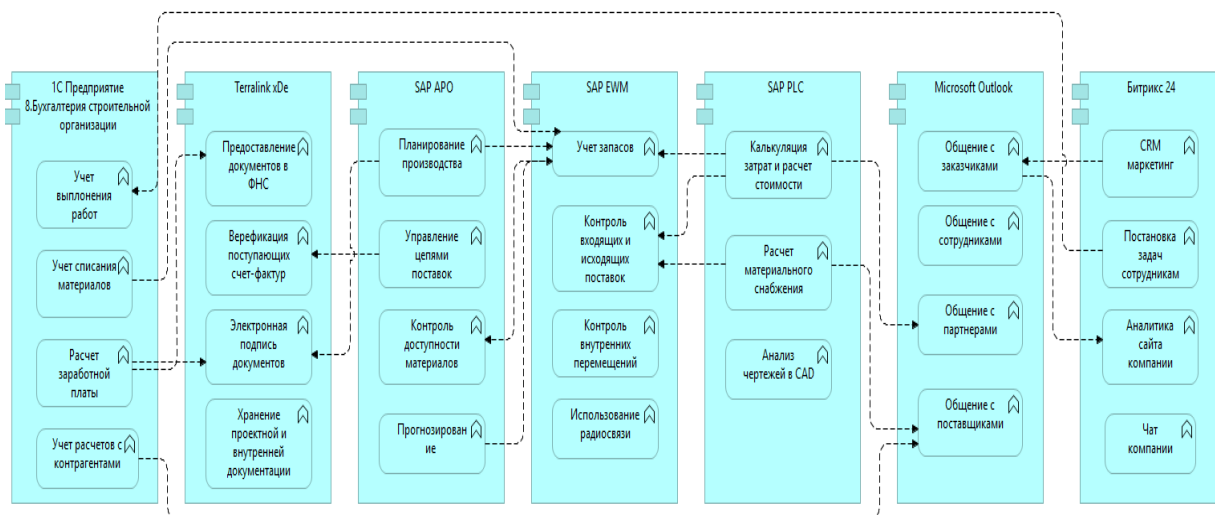 1С Предприятие
8.Бухгалтерия строительной
организации
Учет
выплонения
работ
Учет списания
материалов
Расчет
заработной
платы
Учет расчетов с
контрагентами
Terralink xDe
Предоставление
документов в
ФНС
Верефикация
поступающих
счет-фактур
Электронная
подпись
документов
Хранение
проектной и
внутренней
документации
SAP APO
Планирование
производства
Управление
цепями
поставок
Контроль
доступности
материалов
Прогнозирован
ие
SAP EWM
Учет запасов
Контроль
входящих и
исходящих
поставок
Контроль
внутренних
перемещений
Использование
радиосвязи
SAP PLC
Калькуляция
затрат и расчет
стоимости
Расчет
материального
снабжения
Анализ
чертежей в CAD
Microsoft Outlook
Общение с
заказчиками
Общение с
сотрудниками
Общение с
партнерами
Общение с
поставщиками
Битрикс 24
CRM
маркетинг
Постановка
задач
сотрудникам
Аналитика
сайта
компании
Чат
компании